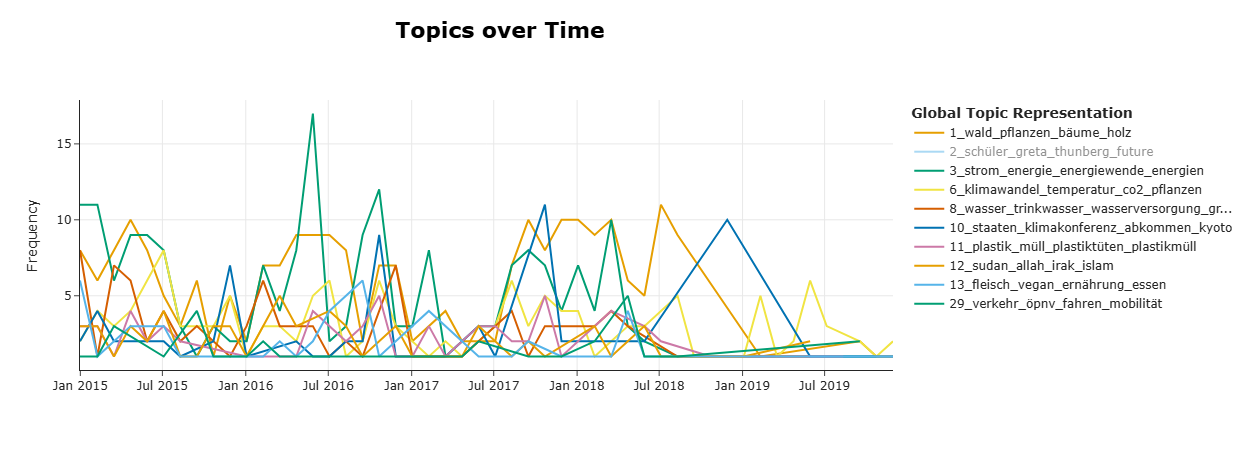 Topics over Time
Global Topic Representation
1_wald_pflanzen_bäume_holz
2_schüler_greta_thunberg_future
3_strom_energie_energiewende_energien
6_klimawandel_temperatur_co2_pflanzen
8_wasser_trinkwasser_wasserversorgung_gr...
10_staaten_klimakonferenz_abkommen_kyoto
11_plastik_müll_plastiktüten_plastikmüll
12_sudan_allah_irak_islam
13_fleisch_vegan_ernährung_essen
29_verkehr_öpnv_fahren_mobilität
Frequency
15
10
5
Jan 2015 Jul 2015 Jan 2016 Jul 2016 Jan 2017 Jul 2017 Jan 2018 Jul 2018 Jan 2019 Jul 2019